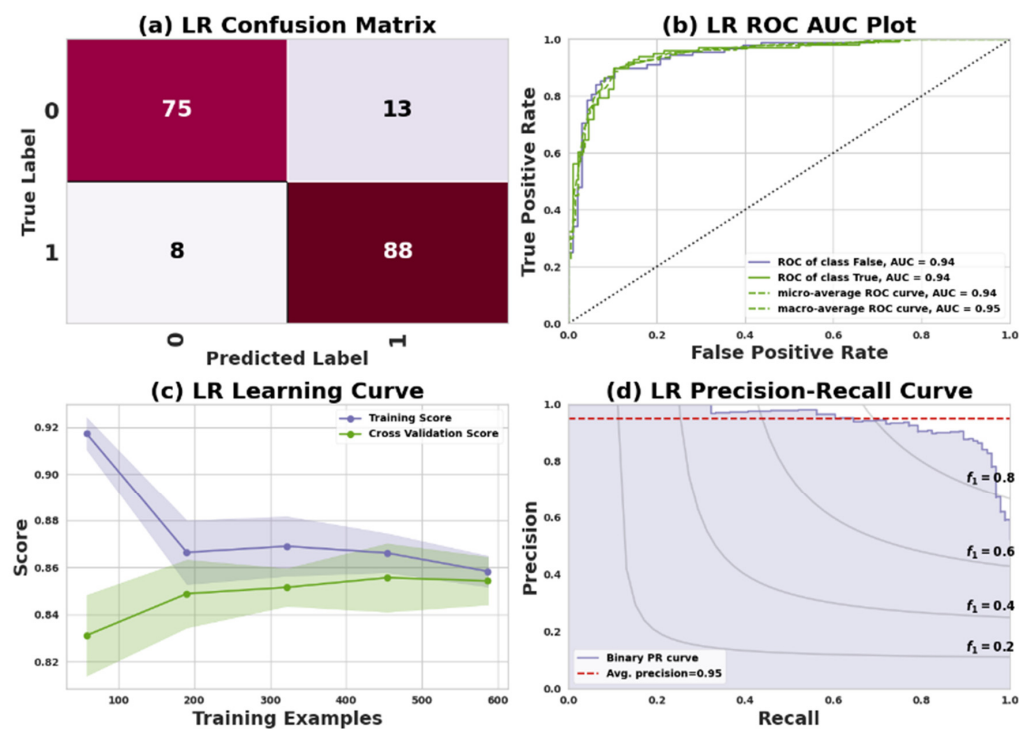 (a) LR Confusion Matrix
True Label
0
1
75
13
8
88
0
1
Predicted Label
(b) LR ROC AUC Plot
True Positive Rate
1.0
0.8
0.6
0.4
0.2
0.0
ROC of class False, AUC = 0.94
ROC of class True, AUC = 0.94
micro-average ROC curve, AUC = 0.94
macro-average ROC curve, AUC = 0.95
0.0
0.2
0.4
0.6
0.8
1.0
False Positive Rate
(c) LR Learning Curve
Score
0.92
0.90
0.88
0.86
0.84
0.82
Training Score
Cross Validation Score
100
200
300
400
500
600
Training Examples
(d) LR Precision-Recall Curve
Precision
1.0
0.8
0.6
0.4
0.2
0.0
f₁ = 0.8
f₁ = 0.6
f₁ = 0.4
f₁ = 0.2
Binary PR curve
Avg. precision=0.95
0.0
0.2
0.4
0.6
0.8
1.0
Recall